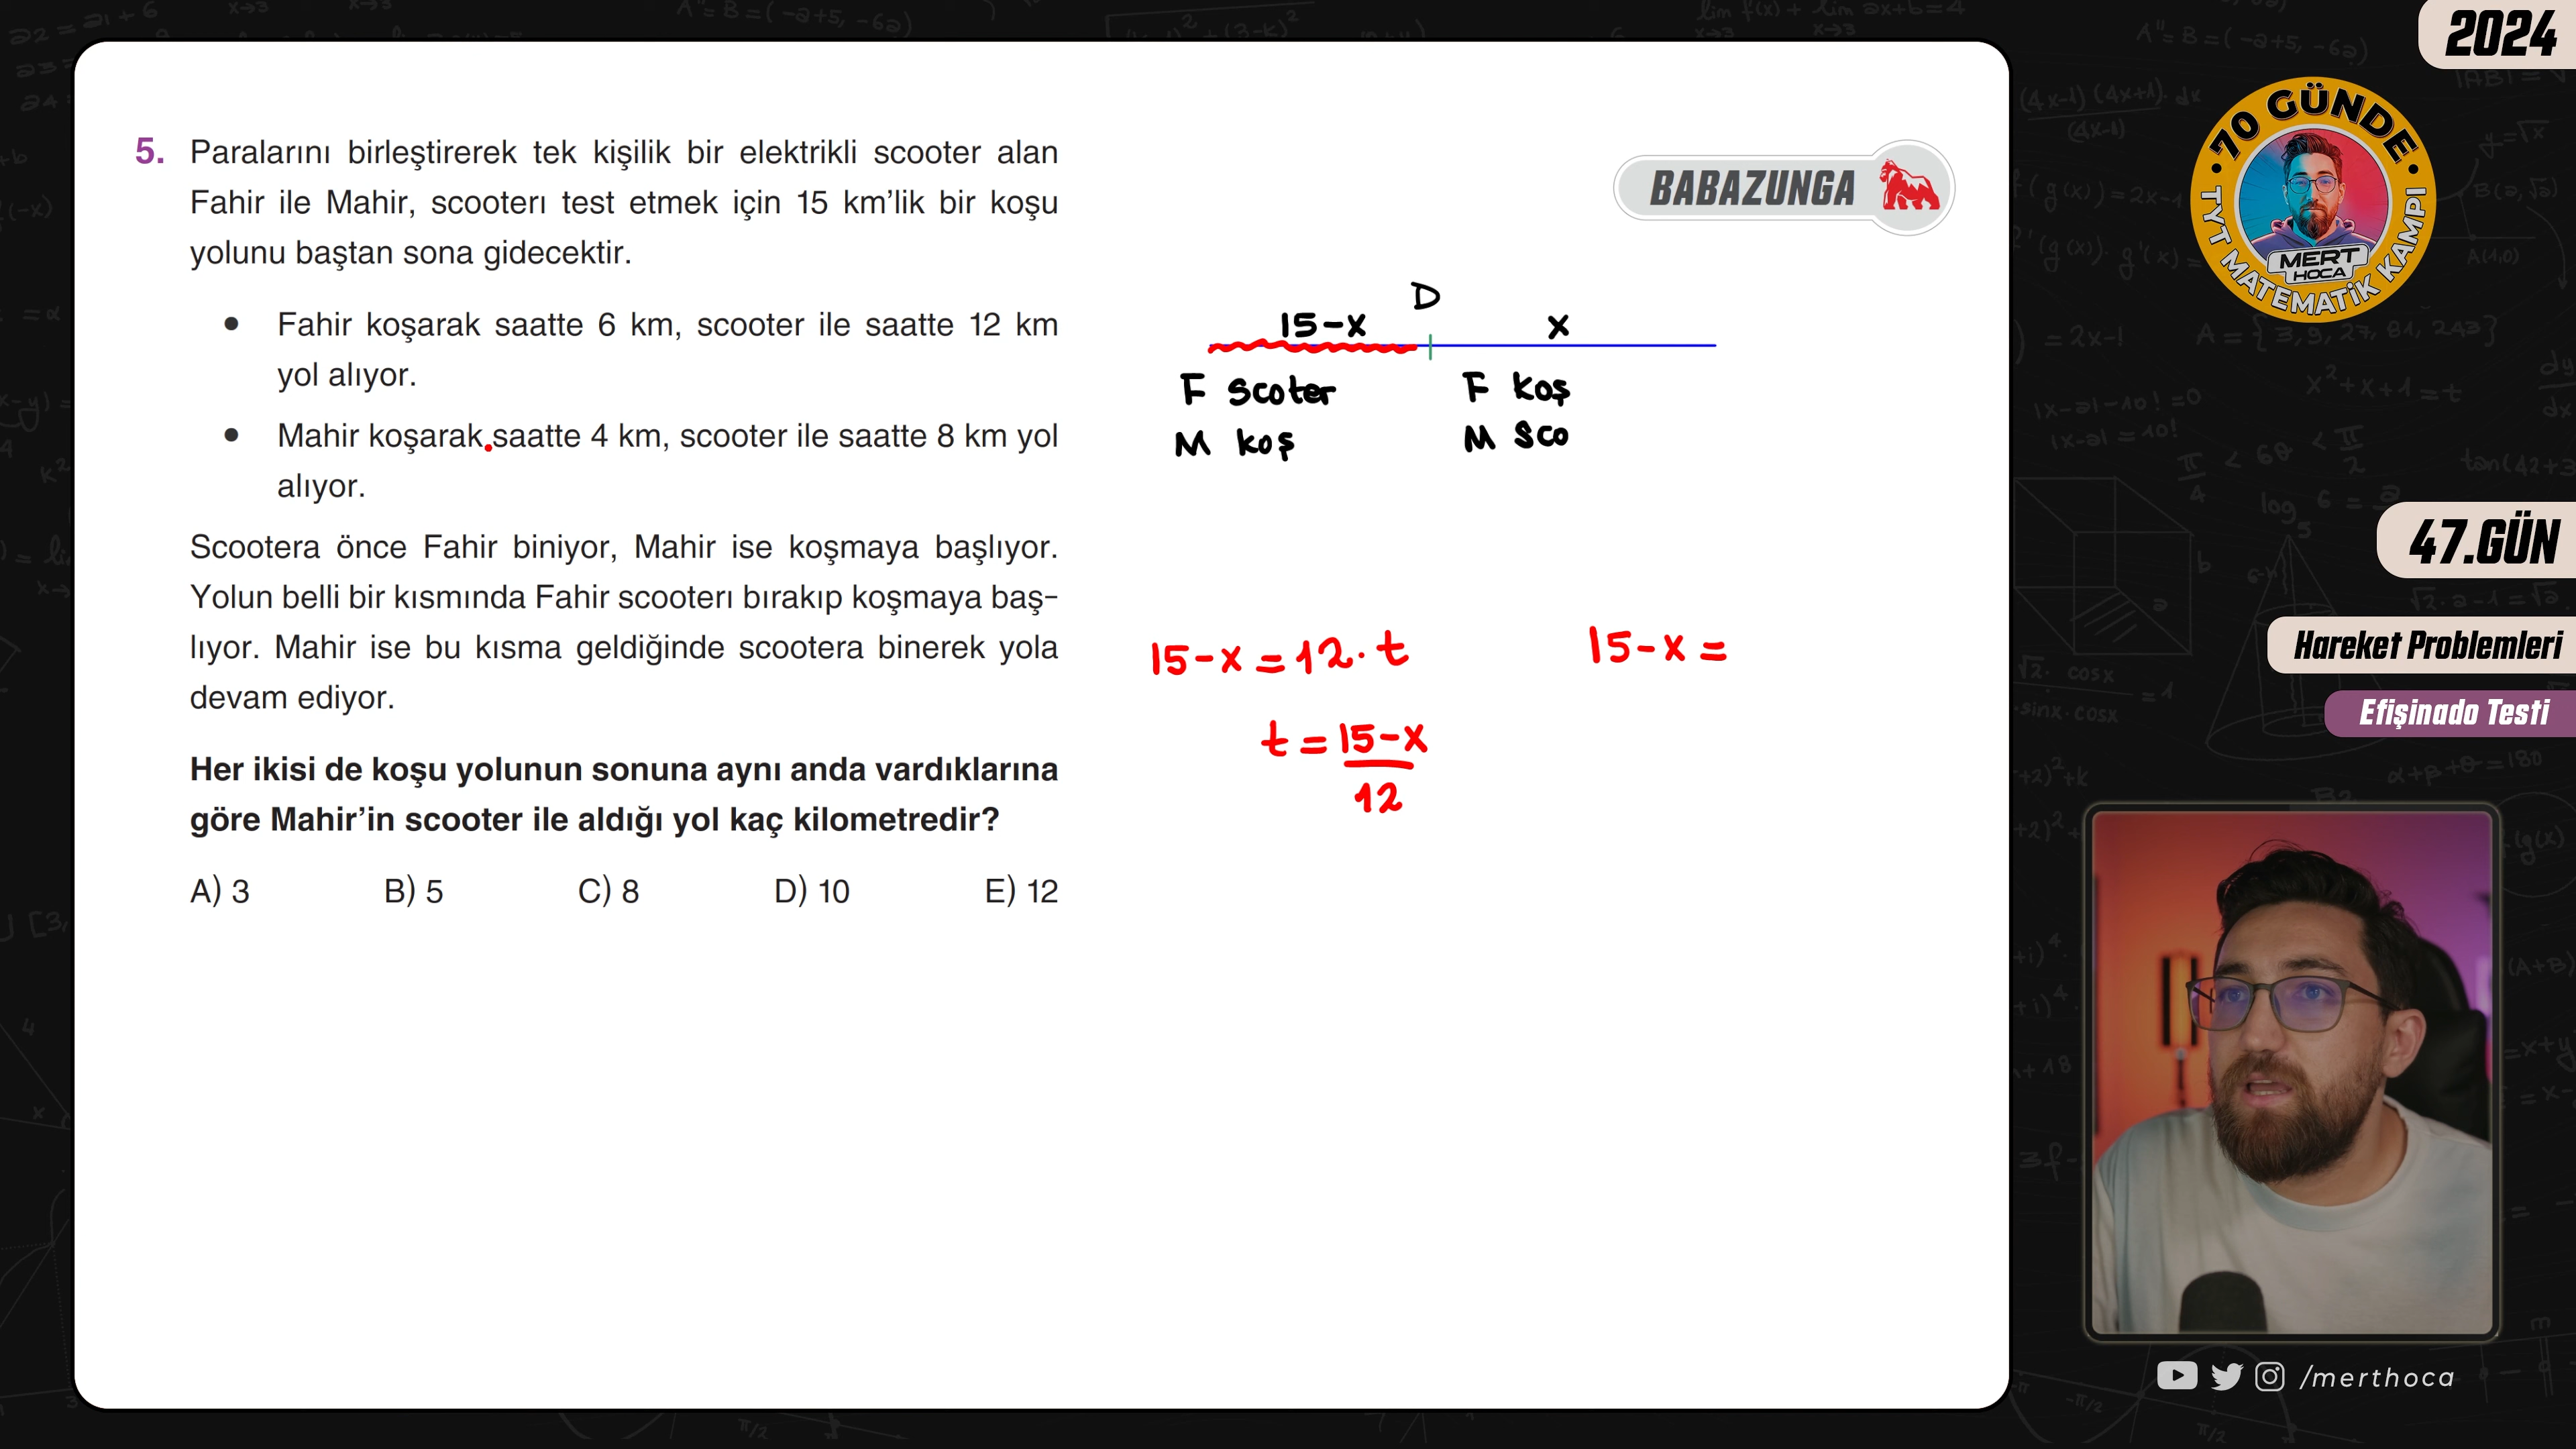 2024
70 GÜNDE
TYT MATEMATİK KAMPI
MERT
HOCA
BABAZUNGA
5. Paralarını birleştirerek tek kişilik bir elektrikli scooter alan
Fahir ile Mahir, scooterı test etmek için 15 km'lik bir koşu
yolunu baştan sona gidecektir.
• Fahir koşarak saatte 6 km, scooter ile saatte 12 km
yol alıyor.
• Mahir koşarak saatte 4 km, scooter ile saatte 8 km yol
alıyor.
Scootera önce Fahir biniyor, Mahir ise koşmaya başlıyor.
Yolun belli bir kısmında Fahir scooterı bırakıp koşmaya baş-
lıyor. Mahir ise bu kısma geldiğinde scootera binerek yola
devam ediyor.
Her ikisi de koşu yolunun sonuna aynı anda vardıklarına
göre Mahir'in scooter ile aldığı yol kaç kilometredir?
A) 3 B) 5 C) 8 D) 10 E) 12
D
15-x x
F scoter F koş
M koş M sco
15-x = 12. t 15-x =
t = 15-x
12
47.GÜN
Hareket Problemleri
Efişinado Testi
/merthoca